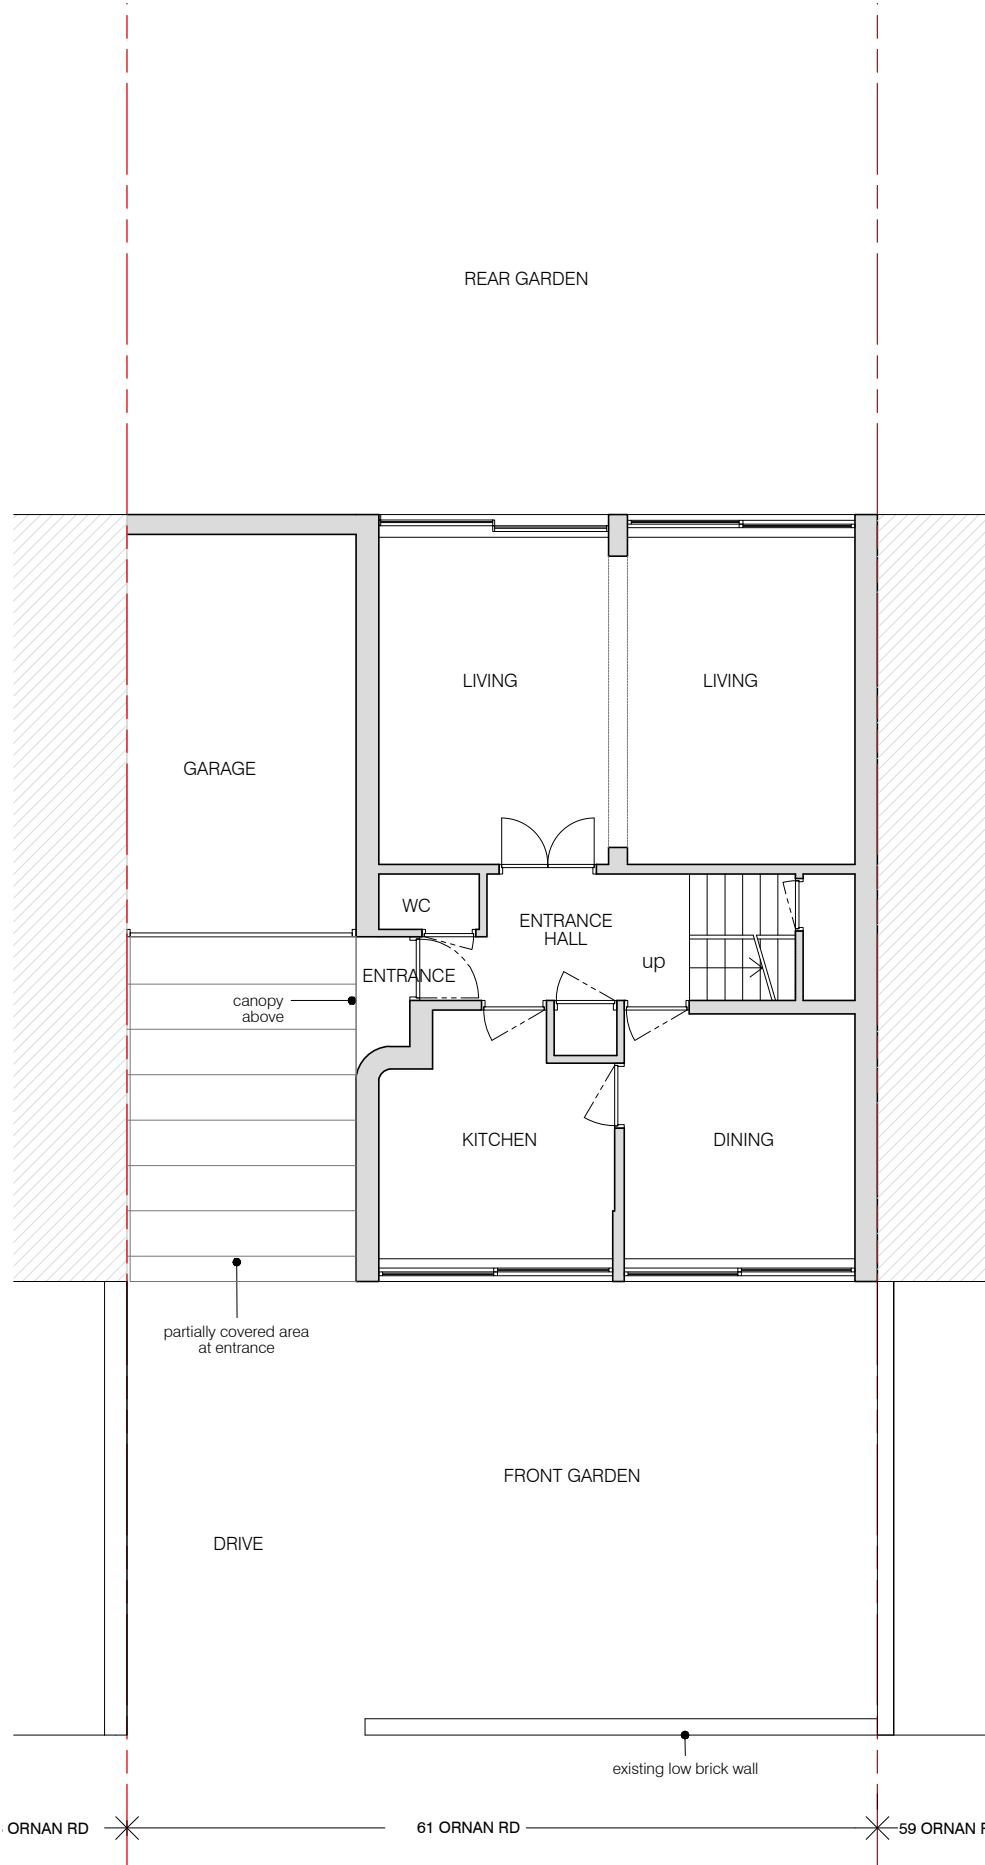 REAR GARDEN
LIVING
LIVING
GARAGE
WC
ENTRANCE
HALL
up
ENTRANCE
canopy
above
KITCHEN
DINING
partially covered area
at entrance
FRONT GARDEN
DRIVE
existing low brick wall
ORNAN RD
61 ORNAN RD
59 ORNAN